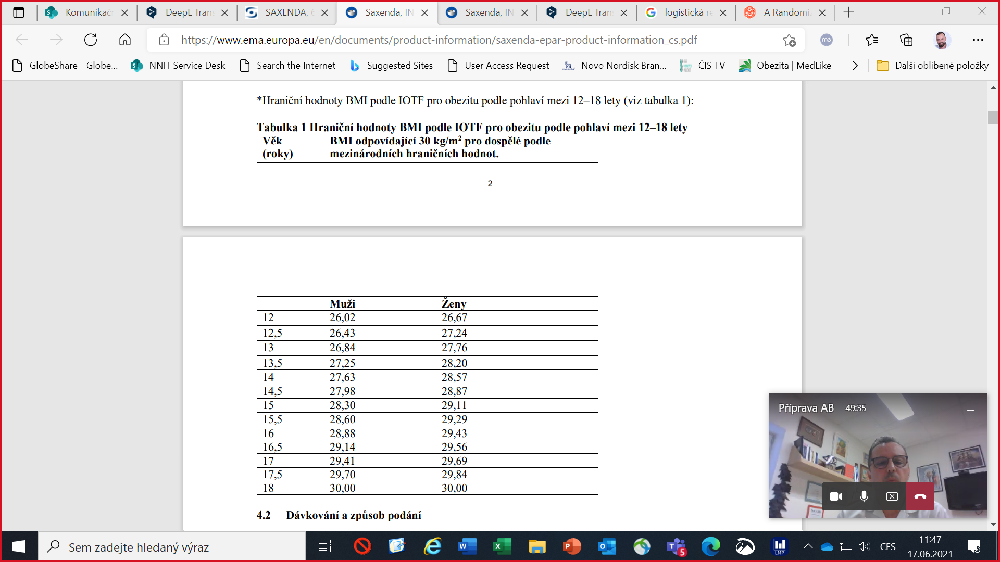 Komunikačn
DeepL Tran
SAXENDA, 6
Saxenda, IN
Saxenda, IN
DeepL Tran
logistická re
A Randomi
https://www.ema.europa.eu/en/documents/product-information/saxenda-epar-product-information_cs.pdf
me
GlobeShare - Globe...
NNIT Service Desk
Search the Internet
Suggested Sites
User Access Request
Novo Nordisk Bran...
ČIS TV
Obezita | MedLike
Další oblíbené položky
*Hraniční hodnoty BMI podle IOTF pro obezitu podle pohlaví mezi 12–18 lety (viz tabulka 1):
Tabulka 1 Hraniční hodnoty BMI podle IOTF pro obezitu podle pohlaví mezi 12–18 lety
Věk (roky)
BMI odpovídající 30 kg/m² pro dospělé podle
mezinárodních hraničních hodnot.
2
Muži Ženy
12 26,02 26,67
12,5 26,43 27,24
13 26,84 27,76
13,5 27,25 28,20
14 27,63 28,57
14,5 27,98 28,87
15 28,30 29,11
15,5 28,60 29,29
16 28,88 29,43
16,5 29,14 29,56
17 29,41 29,69
17,5 29,70 29,84
18 30,00 30,00
4.2 Dávkování a způsob podání
Příprava AB 49:35
Sem zadejte hledaný výraz
5
LMP
CES
11:47
17.06.2021